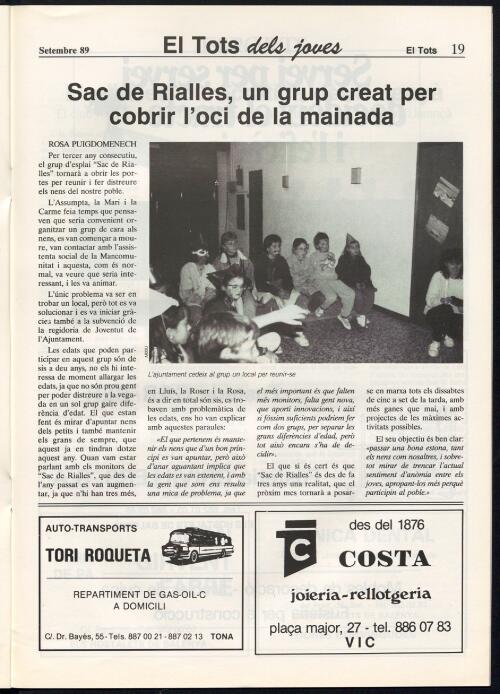 Setembre 89
El Tots dels joves
El Tots 19
Sac de Rialles, un grup creat per
cobrir l'oci de la mainada
ROSA PUIGDOMENECH
Per tercer any consecutiu,
el grup d'esplai "Sac de Ria-
lles" tornarà a obrir les por-
tes per reunir i fer distreure
els nens del nostre poble.
L'Assumpta, la Mari i la
Carme feia temps que pensa-
ven que seria convenient or-
ganitzar un grup de cara als
nens, es van començar a mou-
re, van contactar amb l'assis-
tenta social de la Mancomu-
nitat i aquesta, com és nor-
mal, va veure que seria inte-
ressant, i les va animar.
L'únic problema va ser en
trobar un local, però tot es va
solucionar i es va iniciar grà-
cies també a la subvenció de
la regidoria de Joventut de
l'Ajuntament.
Les edats que poden par-
ticipar en aquest grup són de
sis a deu anys, no els hi inte-
ressa de moment allargar les
edats, ja que no són prou gent
per poder distreure a la vega-
da en un sol grup gaire dife-
rència d'edat. El que estan
fent és mirar d'apuntar nens
dels petits i també mantenir
els grans de sempre, que
aquest ja en tindran dotze
aquest any. Quan vam estar
parlant amb els monitors de
"Sac de Rialles", que des de
l'any passat es van augmen-
tar, ja que n'hi han tres més,
L'ajuntament cedeix al grup un local per reunir-se
en Lluís, la Roser i la Rosa,
és a dir en total són sis, es tro-
baven amb problemàtica de
les edats, ens ho van explicar
amb aquestes paraules:
«El que pertenem és mante-
nir els nens que d'un bon prin-
cipi es van apuntar, però això
d'anar aguantant implica que
les edats es van extenent, i amb
la gent que som ens resulta
una mica de problema, ja que
el més important és que falten
més monitors, falta gent nova,
que aporti innovacions, i així
si fossim suficients podríem fer
com dos grups, per separar les
grans diferències d'edat, però
tot això encara s'ha de de-
cidir».
El que sí és cert és que
"Sac de Rialles" és des de fa
tres anys una realitat, que el
pròxim mes tornarà a posar-
se en marxa tots els dissabtes
de cinc a set de la tarda, amb
més ganes que mai, i amb
projectes de les màximes ac-
tivitats possibles.
El seu objectiu és ben clar:
«passar una bona estona, tant
els nens com nosaltres, i sobre-
tot mirar de trencar l'actual
sentiment d'anòmia entre els
joves, apropant-los més perquè
participin al poble.»
AUTO-TRANSPORTS
TORI ROQUETA
REPARTIMENT DE GAS-OIL-C
A DOMICILI
C/. Dr. Bayés, 55 - Tels. 887 00 21 - 887 02 13 TONA
des del 1876
COSTA
joieria-rellotgeria
plaça major, 27 - tel. 886 07 83
VIC